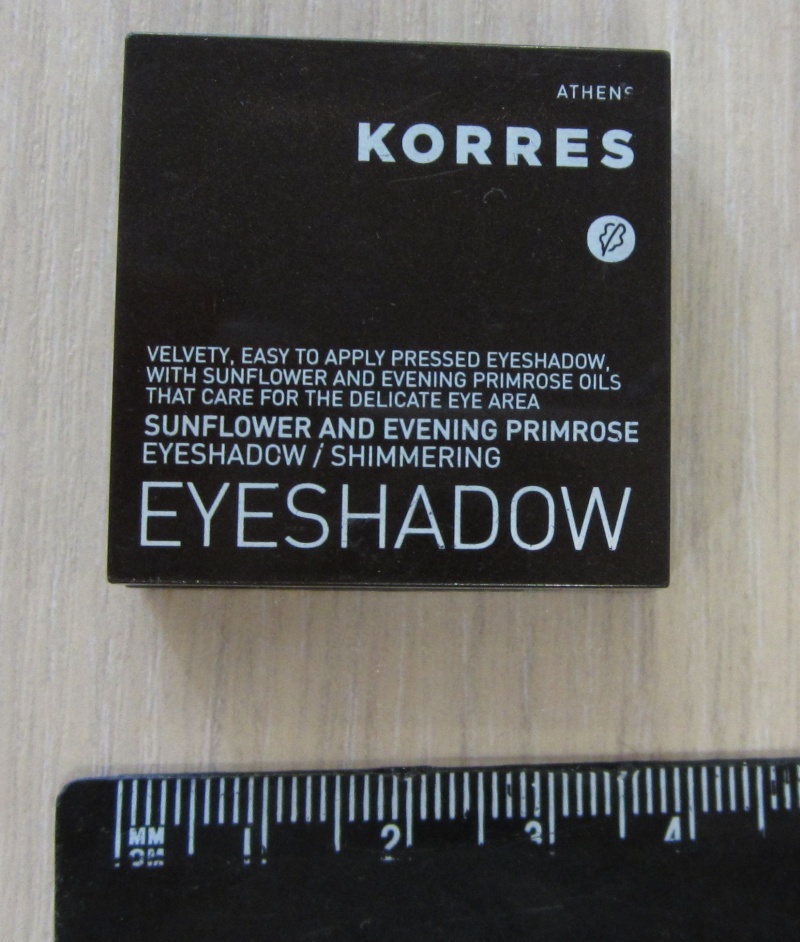 ATHENS
KORRES
VELVETY, EASY TO APPLY PRESSED EYESHADOW,
WITH SUNFLOWER AND EVENING PRIMROSE OILS
THAT CARE FOR THE DELICATE EYE AREA
SUNFLOWER AND EVENING PRIMROSE
EYESHADOW / SHIMMERING
EYESHADOW
MM 1 2 3 4
CM